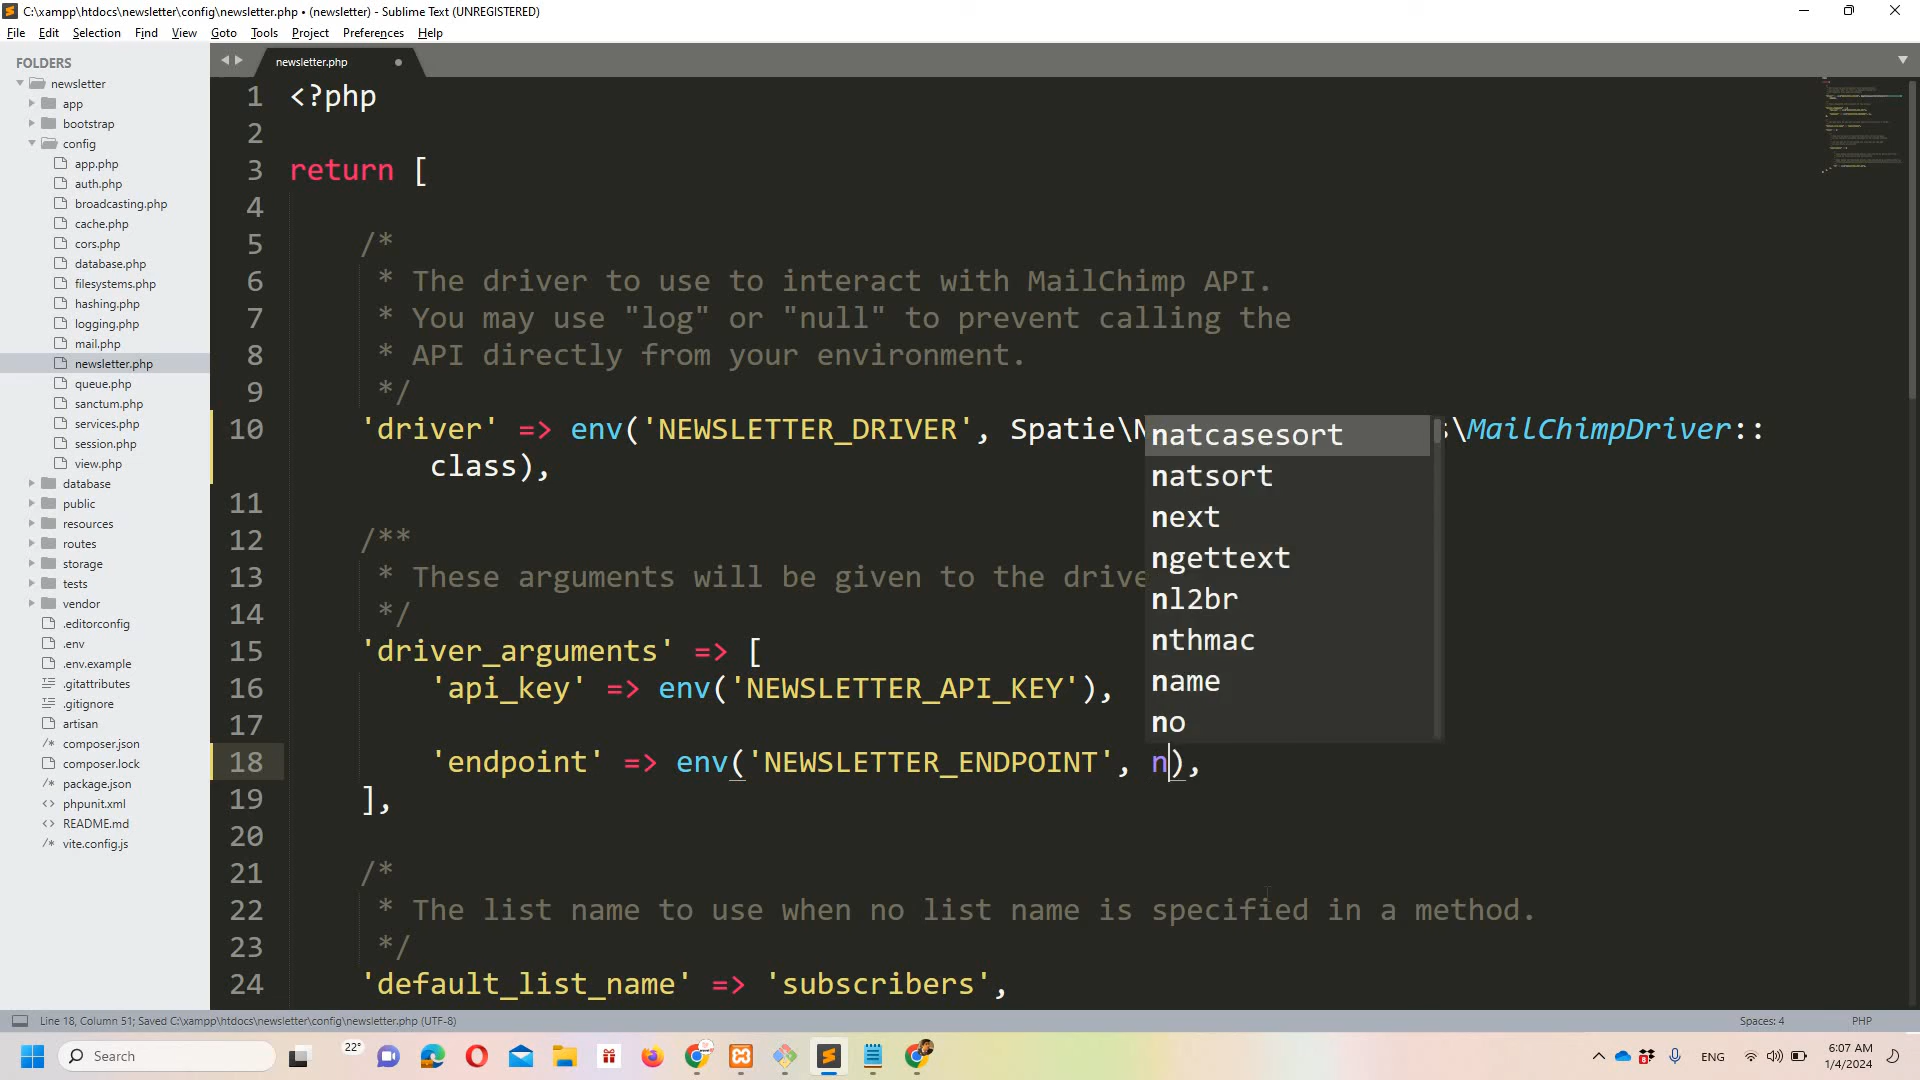 C:\xampp\htdocs\newsletter\config\newsletter.php • (newsletter) - Sublime Text (UNREGISTERED)
File Edit Selection Find View Goto Tools Project Preferences Help
FOLDERS
newsletter
app
bootstrap
config
app.php
auth.php
broadcasting.php
cache.php
cors.php
database.php
filesystems.php
hashing.php
logging.php
mail.php
newsletter.php
queue.php
sanctum.php
services.php
session.php
view.php
database
public
resources
routes
storage
tests
vendor
.editorconfig
.env
.env.example
.gitattributes
.gitignore
artisan
composer.json
composer.lock
package.json
phpunit.xml
README.md
vite.config.js
newsletter.php
1 <?php
2
3 return [
4
5 /*
6 * The driver to use to interact with MailChimp API.
7 * You may use "log" or "null" to prevent calling the
8 * API directly from your environment.
9 */
10 'driver' => env('NEWSLETTER_DRIVER', Spatie\N s\MailChimpDriver::
class),
11
12 /**
13 * These arguments will be given to the drive
14 */
15 'driver_arguments' => [
16 'api_key' => env('NEWSLETTER_API_KEY'),
17
18 'endpoint' => env('NEWSLETTER_ENDPOINT', n),
19 ],
20
21 /*
22 * The list name to use when no list name is specified in a method.
23 */
24 'default_list_name' => 'subscribers',
natcasesort
natsort
next
ngettext
nl2br
nthmac
name
no
Line 18, Column 51; Saved C:\xampp\htdocs\newsletter\config\newsletter.php (UTF-8)
Spaces: 4
PHP
Search
22°
ENG
6:07 AM
1/4/2024